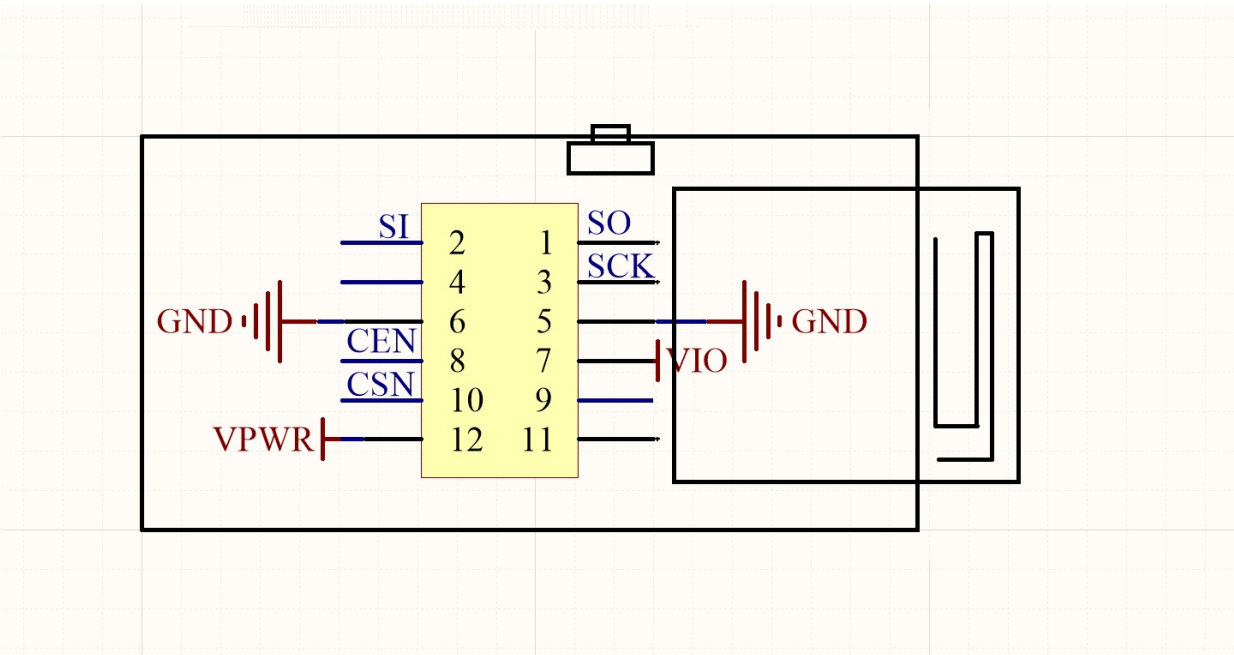 SI 2 1 SO
4 3 SCK
GND 6 5 GND
CEN 8 7 VIO
CSN 10 9
VPWR 12 11